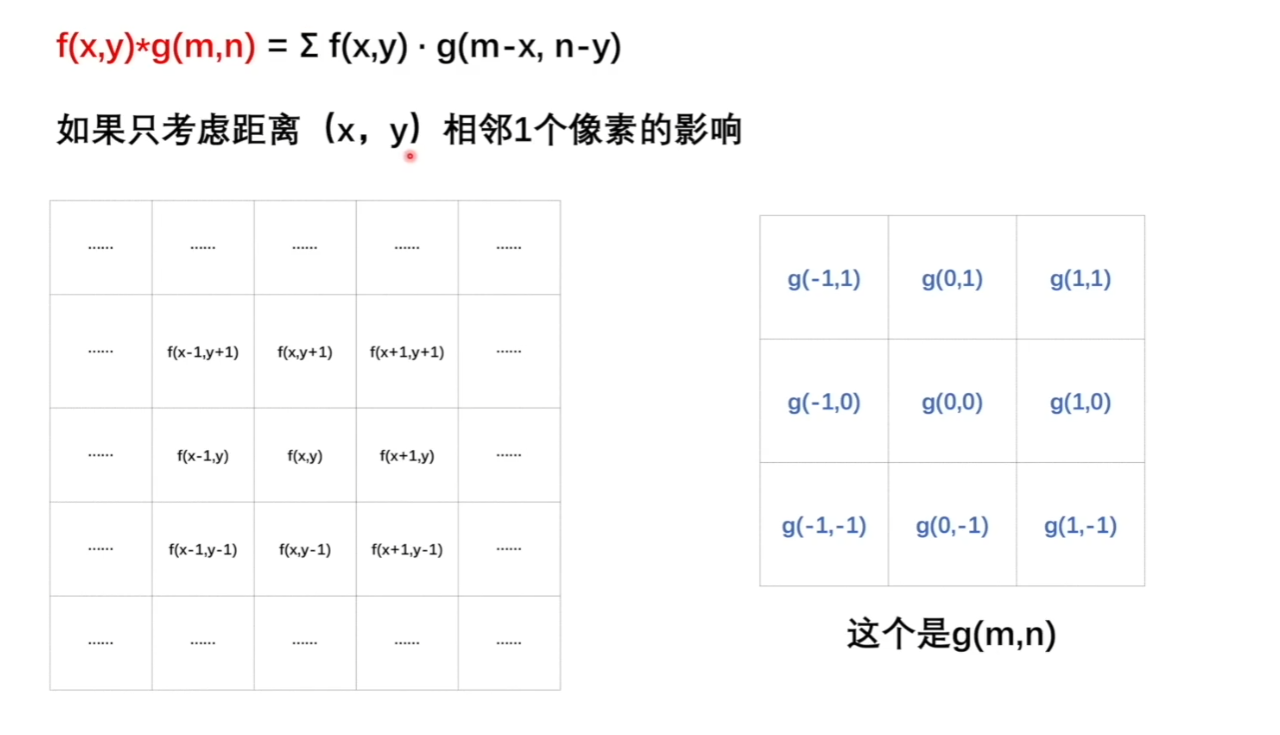 f(x,y)*g(m,n) = Σ f(x,y) · g(m-x, n-y)
如果只考虑距离（x，y）相邻1个像素的影响
...... ...... ...... ...... ......
...... f(x-1,y+1) f(x,y+1) f(x+1,y+1) ......
...... f(x-1,y) f(x,y) f(x+1,y) ......
...... f(x-1,y-1) f(x,y-1) f(x+1,y-1) ......
...... ...... ...... ...... ......
g(-1,1) g(0,1) g(1,1)
g(-1,0) g(0,0) g(1,0)
g(-1,-1) g(0,-1) g(1,-1)
这个是g(m,n)